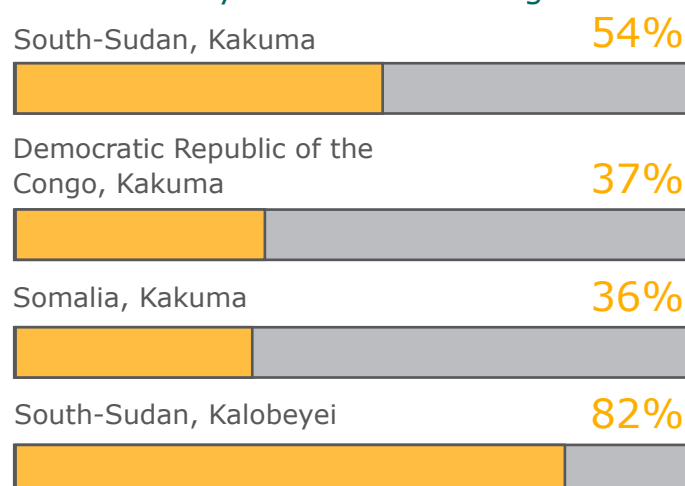 South-Sudan, Kakuma
54%
Democratic Republic of the
Congo, Kakuma
37%
Somalia, Kakuma
36%
South-Sudan, Kalobeyei
82%